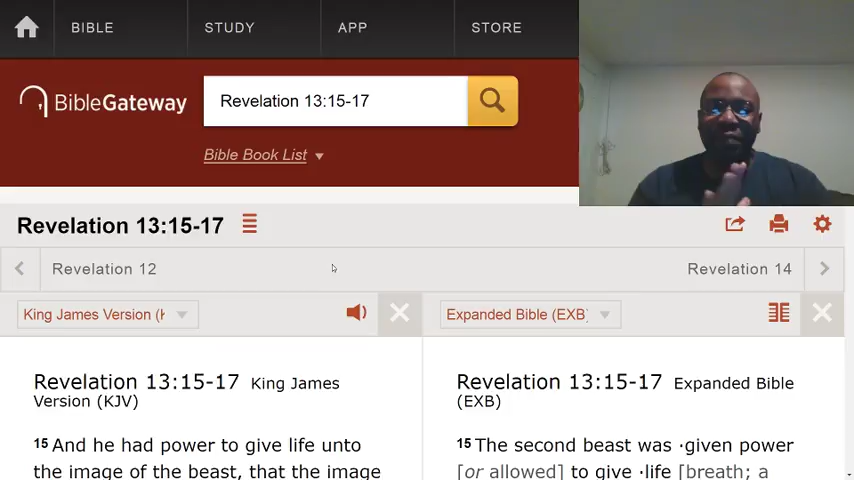 BIBLE STUDY APP STORE
BibleGateway
Revelation 13:15-17
Bible Book List
Revelation 13:15-17
Revelation 12
Revelation 14
King James Version (
Expanded Bible (EXB)
Revelation 13:15-17 King James
Version (KJV)
15 And he had power to give life unto
the image of the beast, that the image
Revelation 13:15-17 Expanded Bible
(EXB)
15 The second beast was ·given power
[or allowed] to give ·life [breath; a